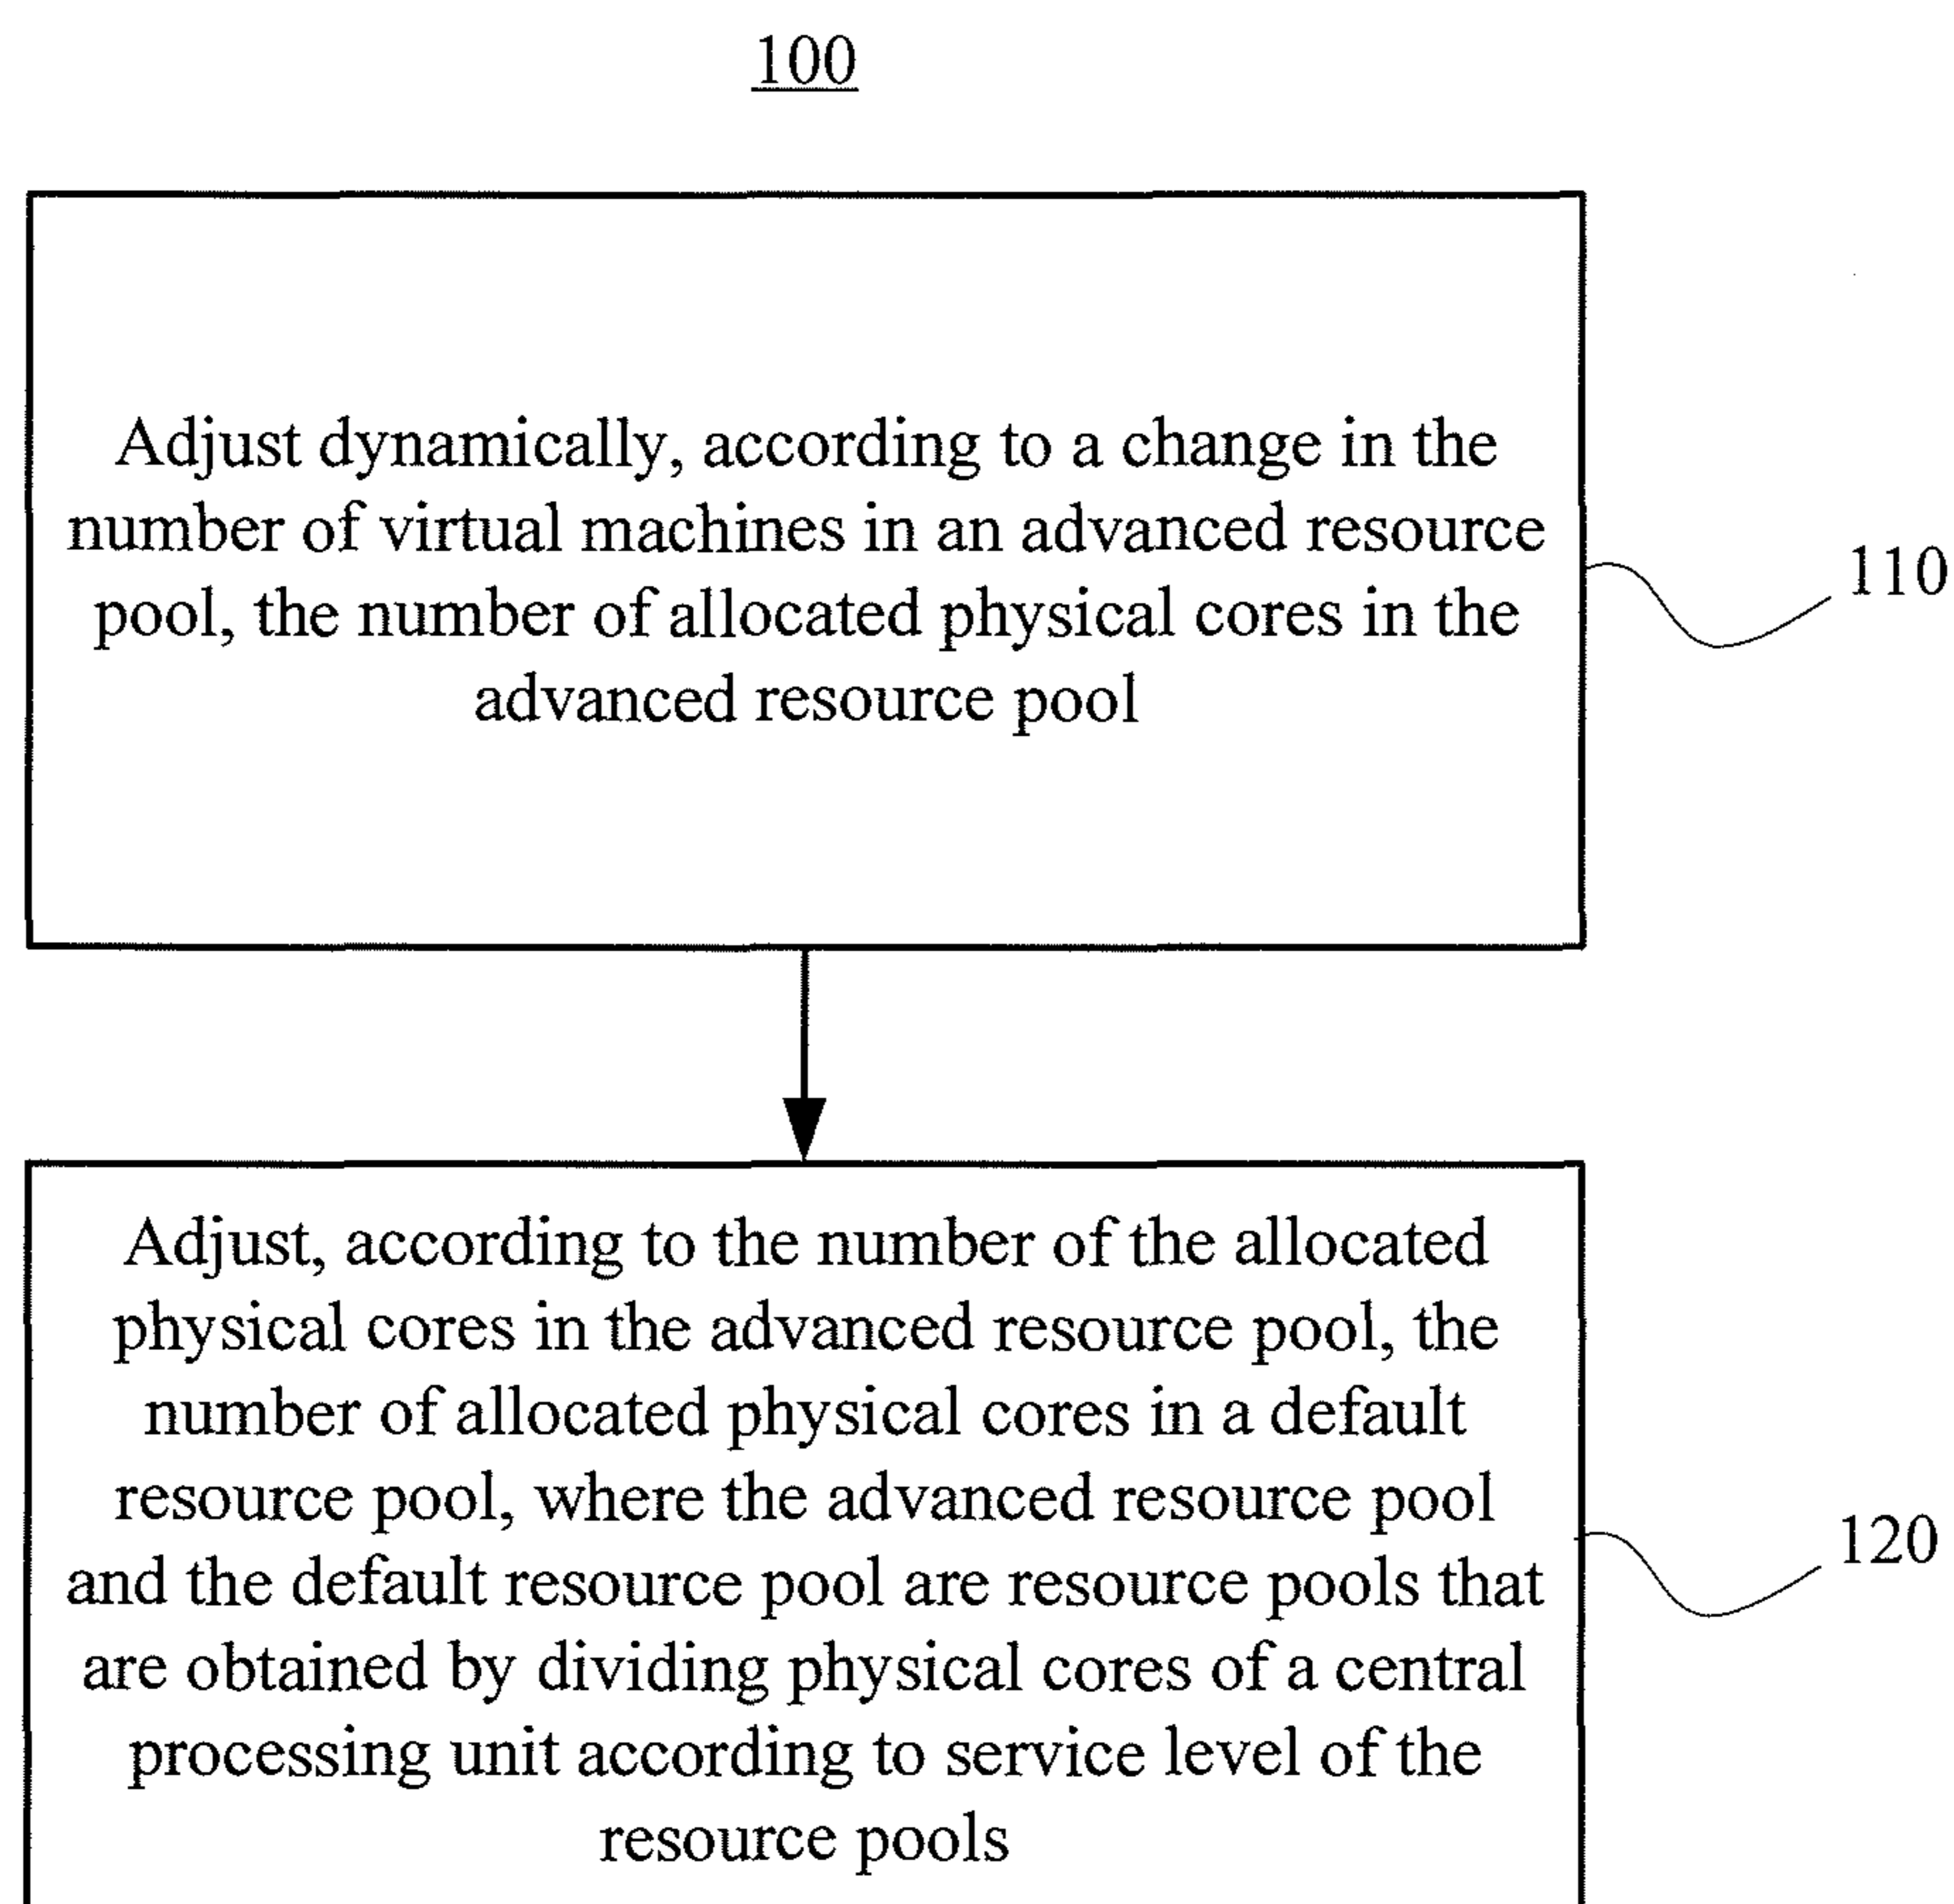 100
Adjust dynamically, according to a change in the
number of virtual machines in an advanced resource
pool, the number of allocated physical cores in the
advanced resource pool
110
Adjust, according to the number of the allocated
physical cores in the advanced resource pool, the
number of allocated physical cores in a default
resource pool, where the advanced resource pool
and the default resource pool are resource pools that
are obtained by dividing physical cores of a central
processing unit according to service level of the
resource pools
120